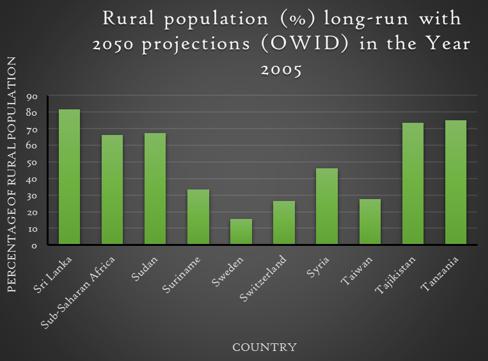 Rural population (%) long-run with
2050 projections (OWID) in the Year
2005
PERCENTAGE OF RURAL POPULATION
90
80
70
60
50
40
30
20
10
0
Sri Lanka
Sub-Saharan Africa
Sudan
Suriname
Sweden
Switzerland
Syria
Taiwan
Tajikistan
Tanzania
COUNTRY